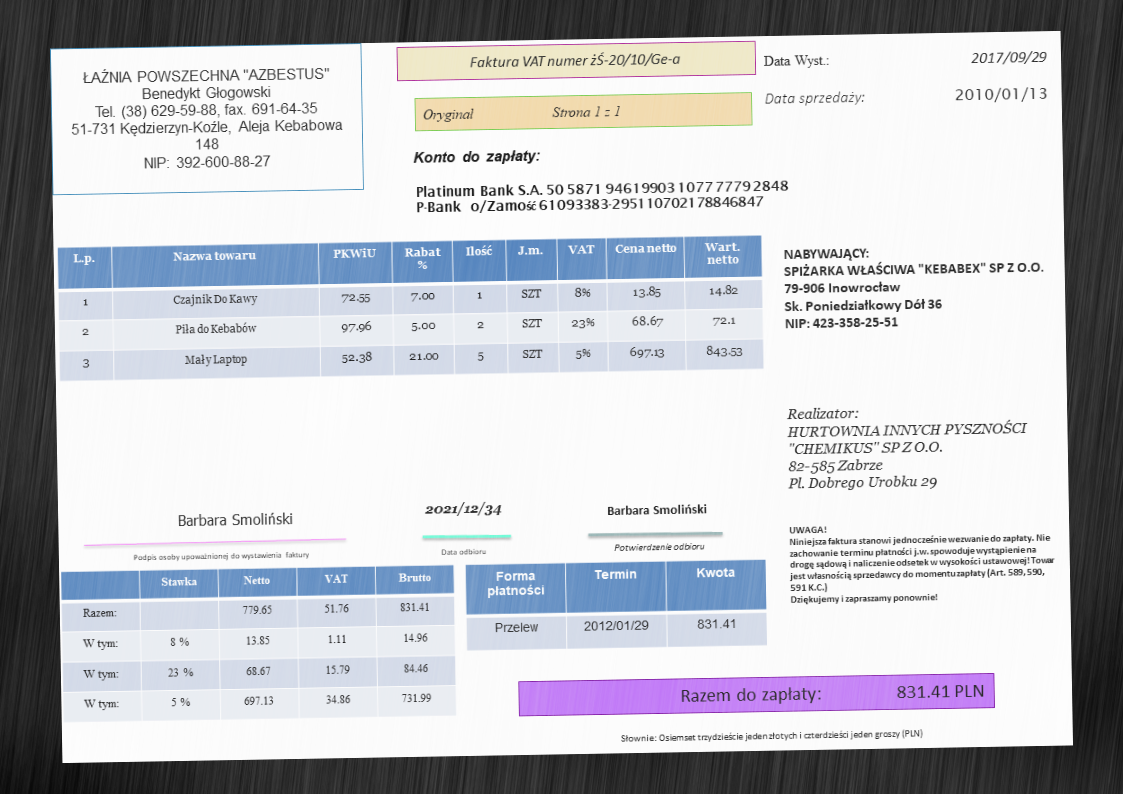 ŁAŹNIA POWSZECHNA "AZBESTUS"
Benedykt Głogowski
Tel. (38) 629-59-88, fax. 691-64-35
51-731 Kędzierzyn-Koźle, Aleja Kebabowa
148
NIP: 392-600-88-27
Faktura VAT numer żŚ-20/10/Ge-a
Oryginał Strona 1 z 1
Data Wyst.: 2017/09/29
Data sprzedaży: 2010/01/13
Konto do zapłaty:
Platinum Bank S.A. 50 5871 94619903 1077 7779 2848
P-Bank o/Zamość 61093383-295110702178846847
L.p. Nazwa towaru PKWiU Rabat % Ilość J.m. VAT Cena netto Wart. netto
1 Czajnik Do Kawy 72.55 7.00 1 SZT 8% 13.85 14.82
2 Piła do Kebabów 97.96 5.00 2 SZT 23% 68.67 72.1
3 Mały Laptop 52.38 21.00 5 SZT 5% 697.13 843.53
NABYWAJĄCY:
SPIŻARKA WŁAŚCIWA "KEBABEX" SP Z O.O.
79-906 Inowrocław
Sk. Poniedziałkowy Dół 36
NIP: 423-358-25-51
Realizator:
HURTOWNIA INNYCH PYSZNOŚCI
"CHEMIKUS" SP Z O.O.
82-585 Zabrze
Pl. Dobrego Urobku 29
Barbara Smoliński
Podpis osoby upoważnionej do wystawienia faktury
2021/12/34
Data odbioru
Barbara Smoliński
Potwierdzenie odbioru
UWAGA!
Niniejsza faktura stanowi jednocześnie wezwanie do zapłaty. Nie
zachowanie terminu płatności j.w. spowoduje wystąpienie na
drogę sądową i naliczenie odsetek w wysokości ustawowej! Towar
jest własnością sprzedawcy do momentu zapłaty (Art. 589, 590,
591 K.C.)
Dziękujemy i zapraszamy ponownie!
Stawka Netto VAT Brutto
Razem: 779.65 51.76 831.41
W tym: 8 % 13.85 1.11 14.96
W tym: 23 % 68.67 15.79 84.46
W tym: 5 % 697.13 34.86 731.99
Forma płatności Termin Kwota
Przelew 2012/01/29 831.41
Razem do zapłaty: 831.41 PLN
Słownie: Osiemset trzydzieście jeden złotych i czterdzieści jeden groszy (PLN)